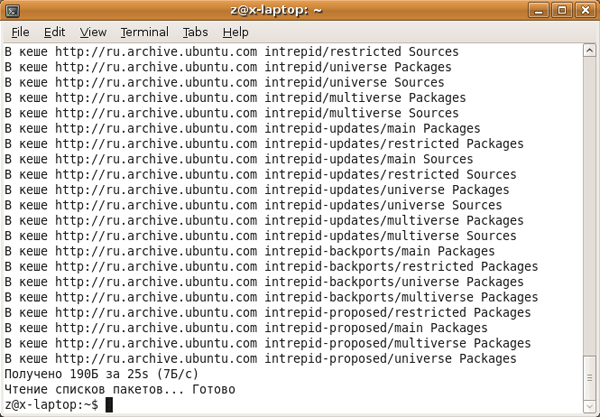 z@x-laptop: ~
File Edit View Terminal Tabs Help
В кеше http://ru.archive.ubuntu.com intrepid/restricted Sources
В кеше http://ru.archive.ubuntu.com intrepid/universe Packages
В кеше http://ru.archive.ubuntu.com intrepid/universe Sources
В кеше http://ru.archive.ubuntu.com intrepid/multiverse Packages
В кеше http://ru.archive.ubuntu.com intrepid/multiverse Sources
В кеше http://ru.archive.ubuntu.com intrepid-updates/main Packages
В кеше http://ru.archive.ubuntu.com intrepid-updates/restricted Packages
В кеше http://ru.archive.ubuntu.com intrepid-updates/main Sources
В кеше http://ru.archive.ubuntu.com intrepid-updates/restricted Sources
В кеше http://ru.archive.ubuntu.com intrepid-updates/universe Packages
В кеше http://ru.archive.ubuntu.com intrepid-updates/universe Sources
В кеше http://ru.archive.ubuntu.com intrepid-updates/multiverse Packages
В кеше http://ru.archive.ubuntu.com intrepid-updates/multiverse Sources
В кеше http://ru.archive.ubuntu.com intrepid-backports/main Packages
В кеше http://ru.archive.ubuntu.com intrepid-backports/restricted Packages
В кеше http://ru.archive.ubuntu.com intrepid-backports/universe Packages
В кеше http://ru.archive.ubuntu.com intrepid-backports/multiverse Packages
В кеше http://ru.archive.ubuntu.com intrepid-proposed/restricted Packages
В кеше http://ru.archive.ubuntu.com intrepid-proposed/main Packages
В кеше http://ru.archive.ubuntu.com intrepid-proposed/multiverse Packages
В кеше http://ru.archive.ubuntu.com intrepid-proposed/universe Packages
Получено 190Б за 25s (7Б/c)
Чтение списков пакетов... Готово
z@x-laptop:~$